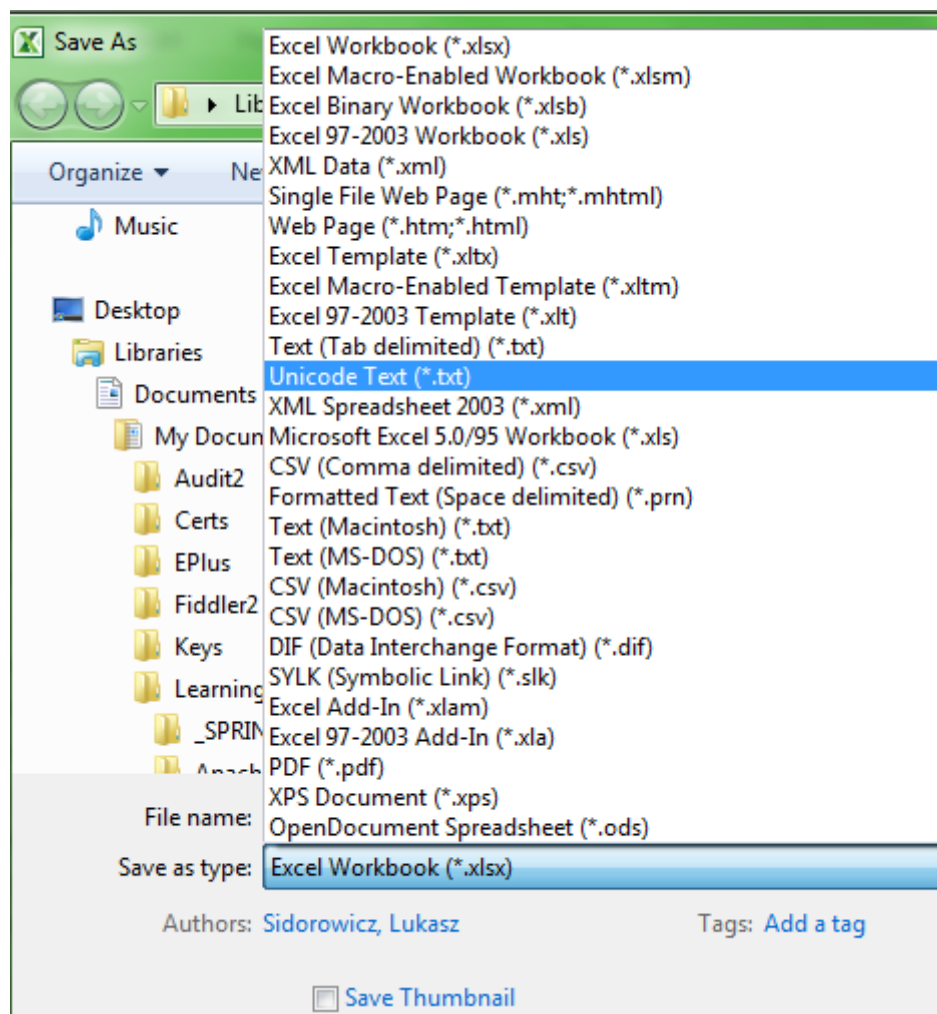 Save As
Lib
Organize
Ne
Music
Desktop
Libraries
Documents
My Docum
Audit2
Certs
EPlus
Fiddler2
Keys
Learning
_SPRIN
Apach
Excel Workbook (*.xlsx)
Excel Macro-Enabled Workbook (*.xlsm)
Excel Binary Workbook (*.xlsb)
Excel 97-2003 Workbook (*.xls)
XML Data (*.xml)
Single File Web Page (*.mht;*.mhtml)
Web Page (*.htm;*.html)
Excel Template (*.xltx)
Excel Macro-Enabled Template (*.xltm)
Excel 97-2003 Template (*.xlt)
Text (Tab delimited) (*.txt)
Unicode Text (*.txt)
XML Spreadsheet 2003 (*.xml)
Microsoft Excel 5.0/95 Workbook (*.xls)
CSV (Comma delimited) (*.csv)
Formatted Text (Space delimited) (*.prn)
Text (Macintosh) (*.txt)
Text (MS-DOS) (*.txt)
CSV (Macintosh) (*.csv)
CSV (MS-DOS) (*.csv)
DIF (Data Interchange Format) (*.dif)
SYLK (Symbolic Link) (*.slk)
Excel Add-In (*.xlam)
Excel 97-2003 Add-In (*.xla)
PDF (*.pdf)
XPS Document (*.xps)
OpenDocument Spreadsheet (*.ods)
File name:
Save as type: Excel Workbook (*.xlsx)
Authors: Sidorowicz, Lukasz Tags: Add a tag
Save Thumbnail